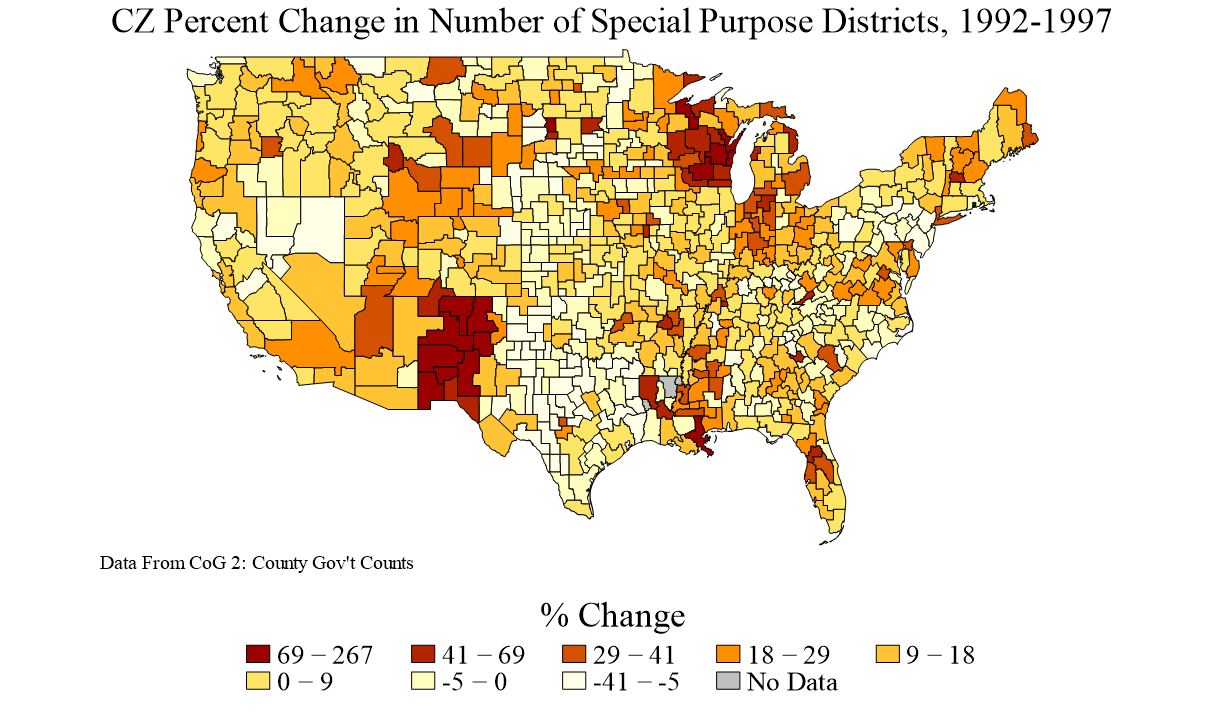 CZ Percent Change in Number of Special Purpose Districts, 1992-1997
Data From CoG 2: County Gov't Counts
% Change
69 – 267 41 – 69 29 – 41 18 – 29 9 – 18
0 – 9 -5 – 0 -41 – -5 No Data